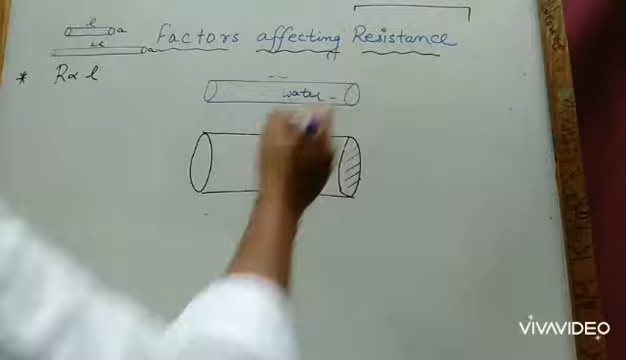 l
a
Factors affecting Resistance
a
* R∝ l
water
VIVAVIDEO